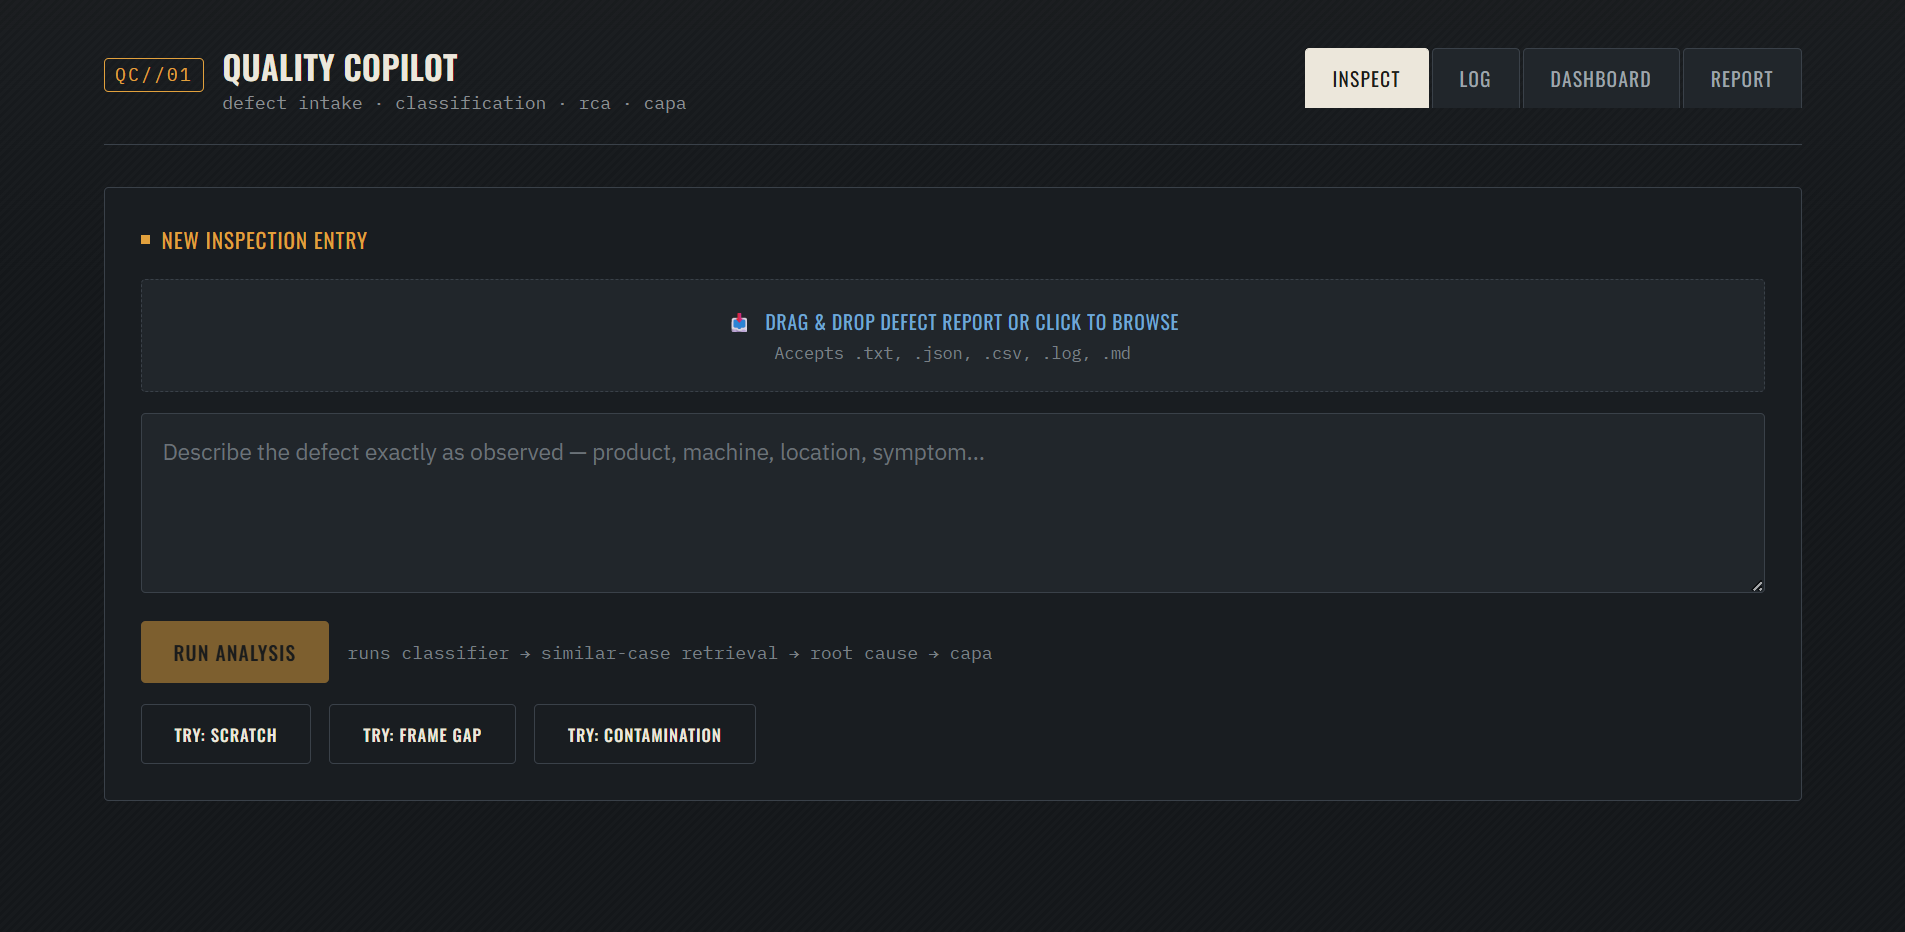 QC//01
QUALITY COPILOT
defect intake · classification · rca · capa
INSPECT
LOG
DASHBOARD
REPORT
NEW INSPECTION ENTRY
DRAG & DROP DEFECT REPORT OR CLICK TO BROWSE
Accepts .txt, .json, .csv, .log, .md
Describe the defect exactly as observed — product, machine, location, symptom...
RUN ANALYSIS
runs classifier → similar-case retrieval → root cause → capa
TRY: SCRATCH
TRY: FRAME GAP
TRY: CONTAMINATION